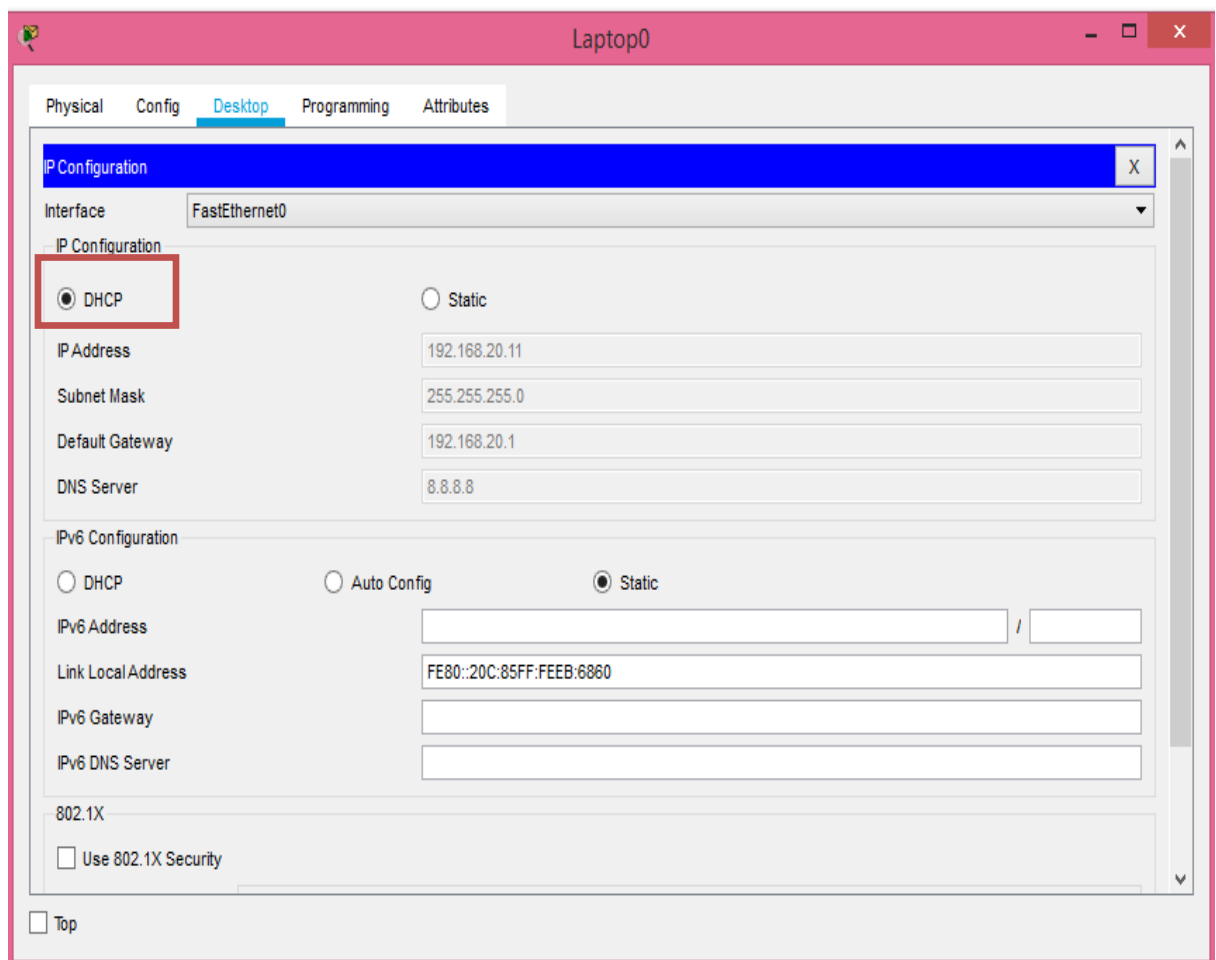 Laptop0
Physical Config Desktop Programming Attributes
IP Configuration X
Interface FastEthernet0
IP Configuration
DHCP Static
IP Address 192.168.20.11
Subnet Mask 255.255.255.0
Default Gateway 192.168.20.1
DNS Server 8.8.8.8
IPv6 Configuration
DHCP Auto Config Static
IPv6 Address /
Link Local Address FE80::20C:85FF:FEEB:6860
IPv6 Gateway
IPv6 DNS Server
802.1X
Use 802.1X Security
Top